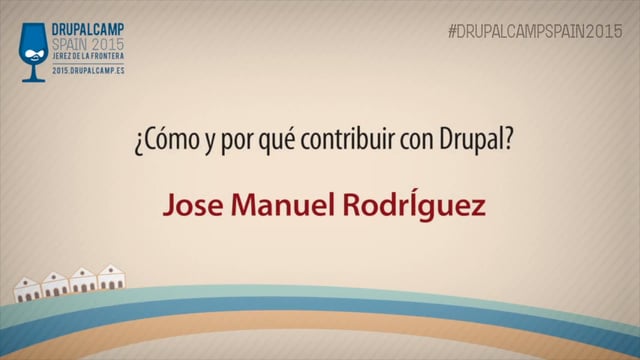 DRUPALCAMP
SPAIN 2015
JEREZ DE LA FRONTERA
2015.DRUPALCAMP.ES
#DRUPALCAMPSPAIN2015
¿Cómo y por qué contribuir con Drupal?
Jose Manuel RodrÍguez